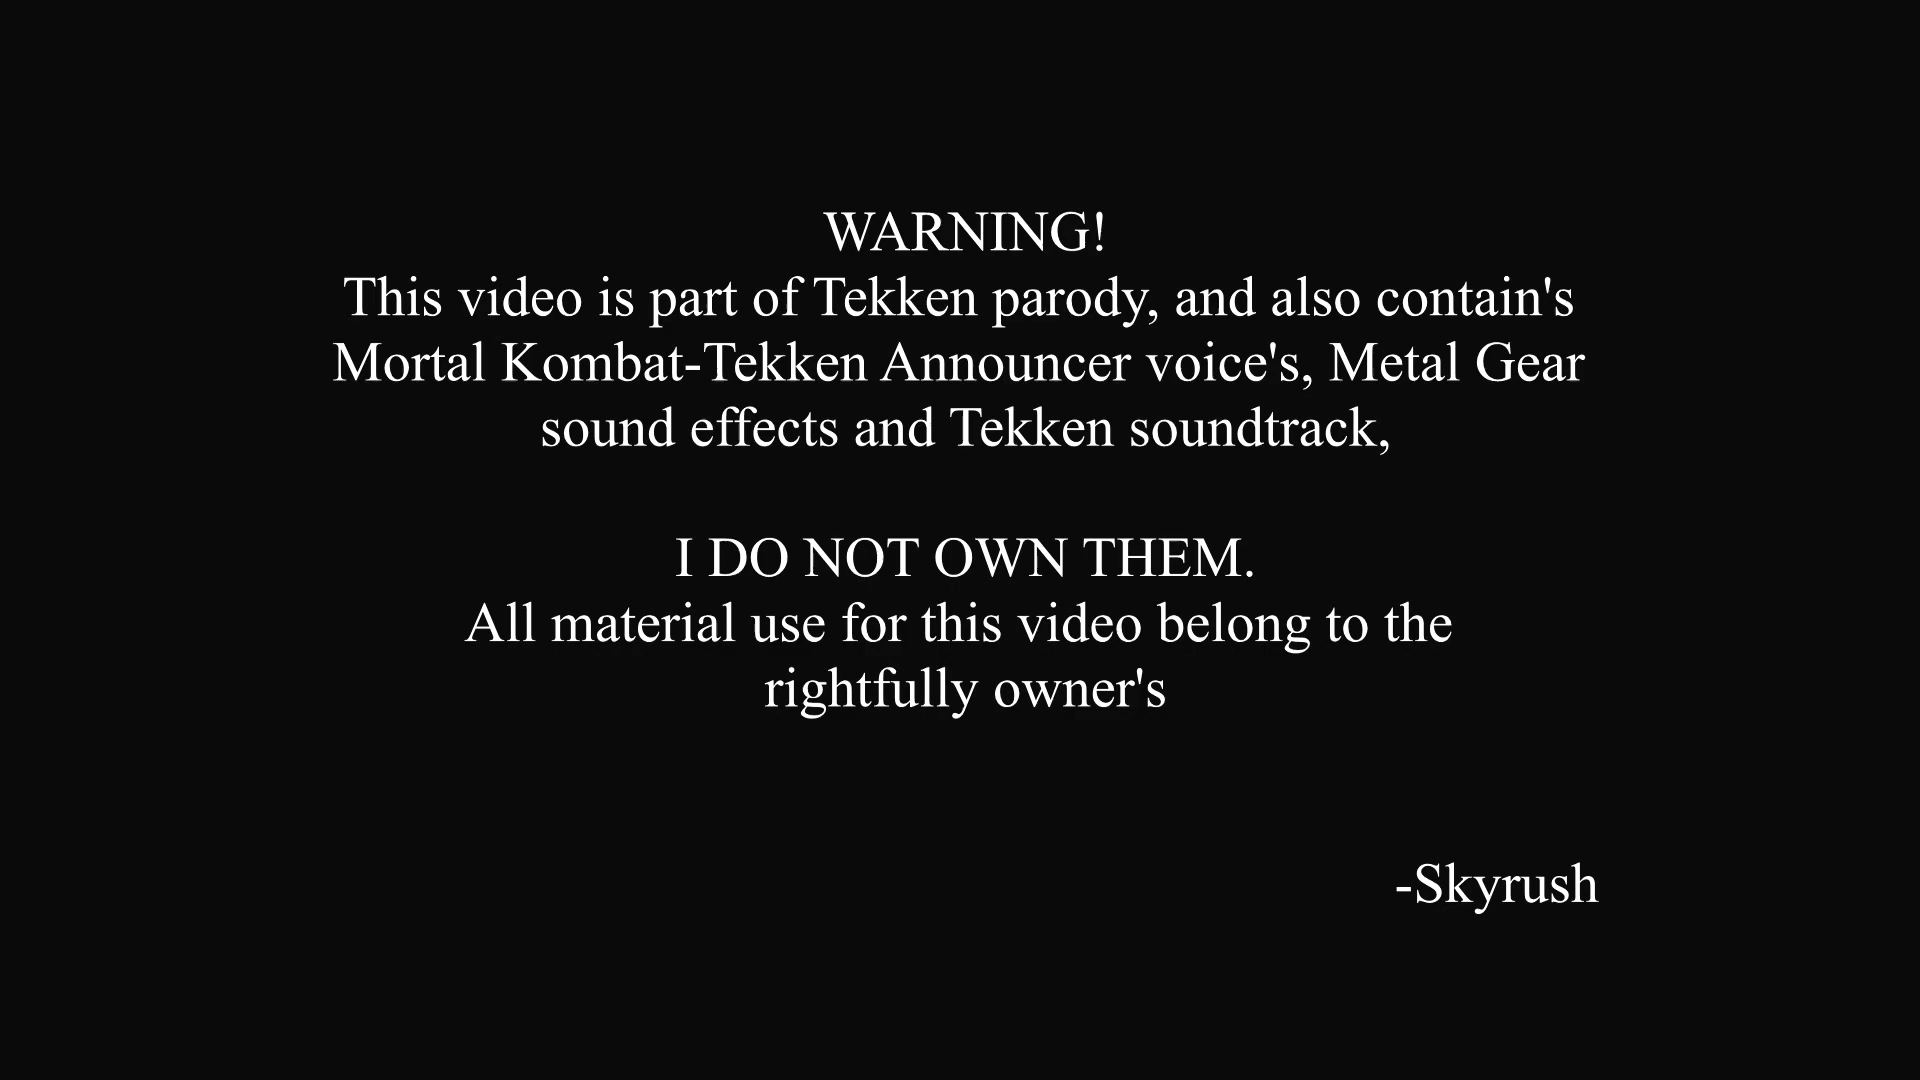 WARNING!
This video is part of Tekken parody, and also contain's
Mortal Kombat-Tekken Announcer voice's, Metal Gear
sound effects and Tekken soundtrack,
I DO NOT OWN THEM.
All material use for this video belong to the
rightfully owner's
-Skyrush